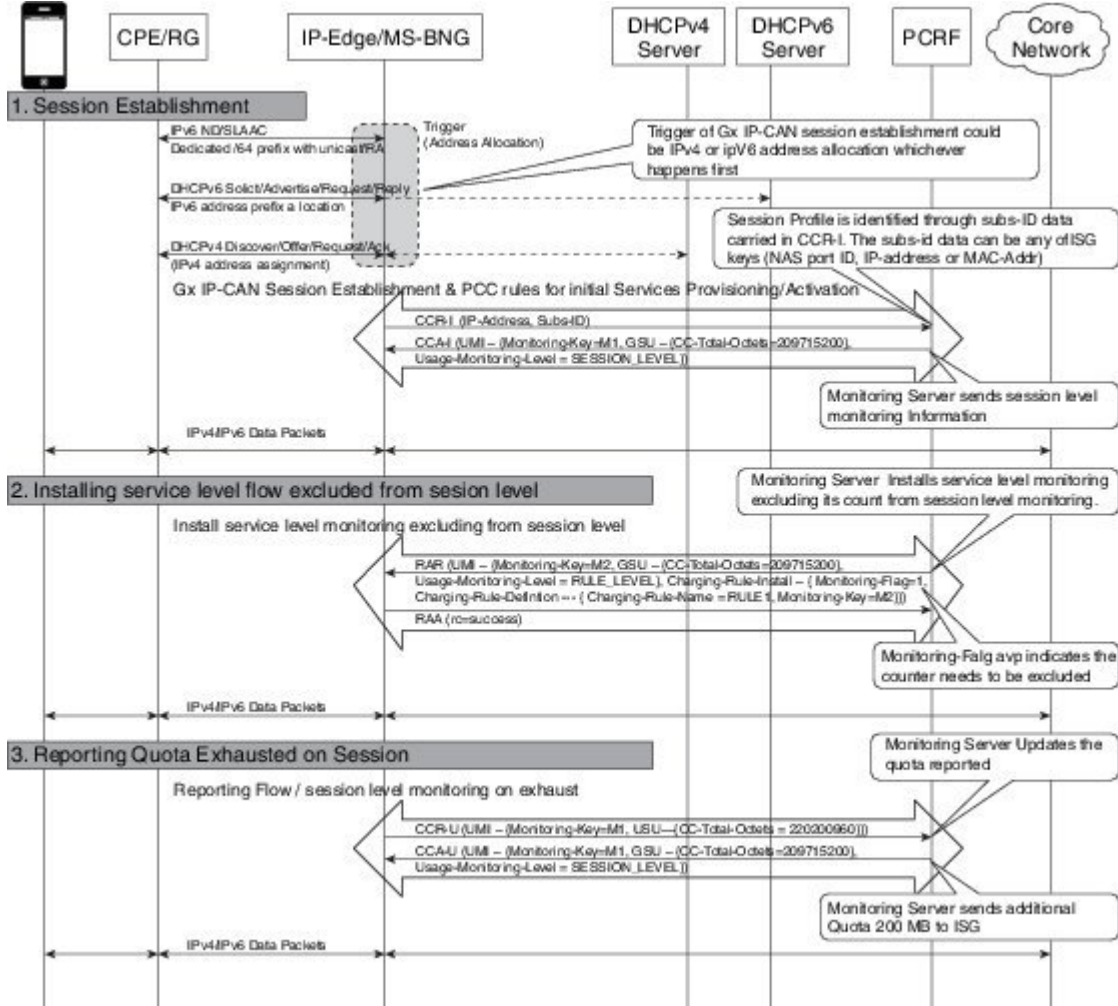 CPE/RG
IP-Edge/MS-BNG
DHCPv4
Server
DHCPv6
Server
PCRF
Core
Network
1. Session Establishment
IPv6 ND/SLAAC
Dedicated /64 prefix with unicast/RA
Trigger
(Address Allocation)
Trigger of Gx IP-CAN session establishment could
be IPv4 or ipV6 address allocation whichever
happens first
DHCPv6 Solict/Advertise/Request/Reply
IPv6 address prefix a location
Session Profile is identified through subs-ID data
carried in CCR-I. The subs-id data can be any of ISG
keys (NAS port ID, IP-address or MAC-Addr)
DHCPv4 Discover/Offer/Request/Ack
(IPv4 address assignment)
Gx IP-CAN Session Establishment & PCC rules for initial Services Provisioning/Activation
CCR-I (IP-Address, Subs-ID)
CCA-I (UMI – (Monitoring-Key=M1, GSU – (CC-Total-Octets=209715200),
Usage-Monitoring-Level = SESSION_LEVEL))
Monitoring Server sends session level
monitoring Information
IPv4/IPv6 Data Packets
2. Installing service level flow excluded from sesion level
Monitoring Server Installs service level monitoring
excluding its count from session level monitoring.
Install service level monitoring excluding from session level
RAR (UMI – (Monitoring-Key=M2, GSU – (CC-Total-Octets=209715200),
Usage-Monitoring-Level = RULE_LEVEL), Charging-Rule-Install – ( Monitoring-Flag=1,
Charging-Rule-Defintion --- ( Charging-Rule-Name = RULE1, Monitoring-Key=M2)))
RAA (rc=success)
Monitoring-Falg avp indicates the
counter needs to be excluded
IPv4/IPv6 Data Packets
3. Reporting Quota Exhausted on Session
Monitoring Server Updates the
quota reported
Reporting Flow / session level monitoring on exhaust
CCR-U (UMI – (Monitoring-Key=M1, USU—(CC-Total-Octets = 220200960)))
CCA-U (UMI – (Monitoring-Key=M1, GSU – (CC-Total-Octets=209715200),
Usage-Monitoring-Level = SESSION_LEVEL))
Monitoring Server sends additional
Quota 200 MB to ISG
IPv4/IPv6 Data Packets